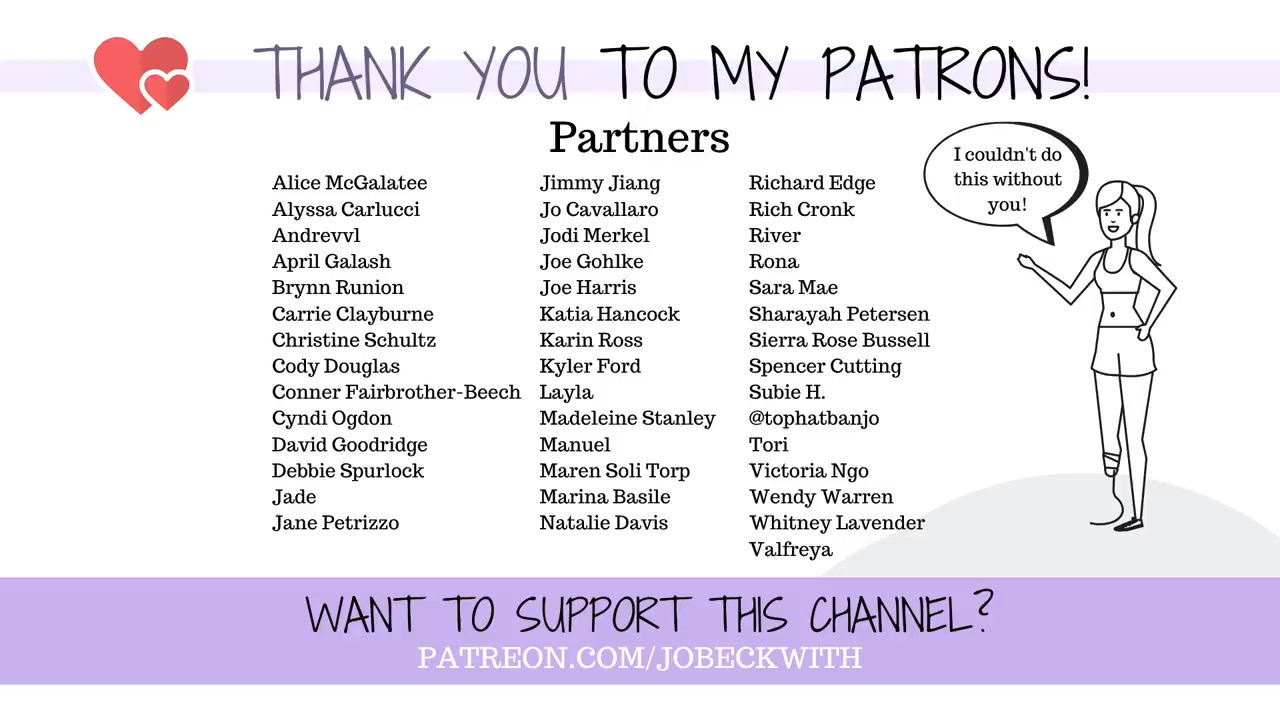 THANK YOU TO MY PATRONS!
Partners
Alice McGalatee
Alyssa Carlucci
Andrevvl
April Galash
Brynn Runion
Carrie Clayburne
Christine Schultz
Cody Douglas
Conner Fairbrother-Beech
Cyndi Ogdon
David Goodridge
Debbie Spurlock
Jade
Jane Petrizzo
Jimmy Jiang
Jo Cavallaro
Jodi Merkel
Joe Gohlke
Joe Harris
Katia Hancock
Karin Ross
Kyler Ford
Layla
Madeleine Stanley
Manuel
Maren Soli Torp
Marina Basile
Natalie Davis
Richard Edge
Rich Cronk
River
Rona
Sara Mae
Sharayah Petersen
Sierra Rose Bussell
Spencer Cutting
Subie H.
@tophatbanjo
Tori
Victoria Ngo
Wendy Warren
Whitney Lavender
Valfreya
I couldn't do
this without
you!
WANT TO SUPPORT THIS CHANNEL?
PATREON.COM/JOBECKWITH